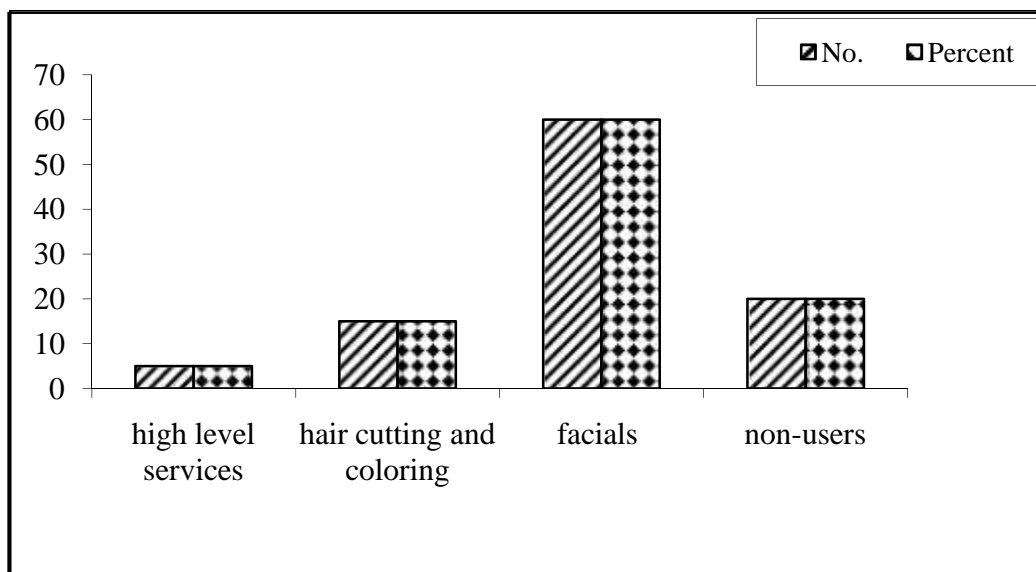 No. Percent
70
60
50
40
30
20
10
0
high level
services
hair cutting and
coloring
facials
non-users